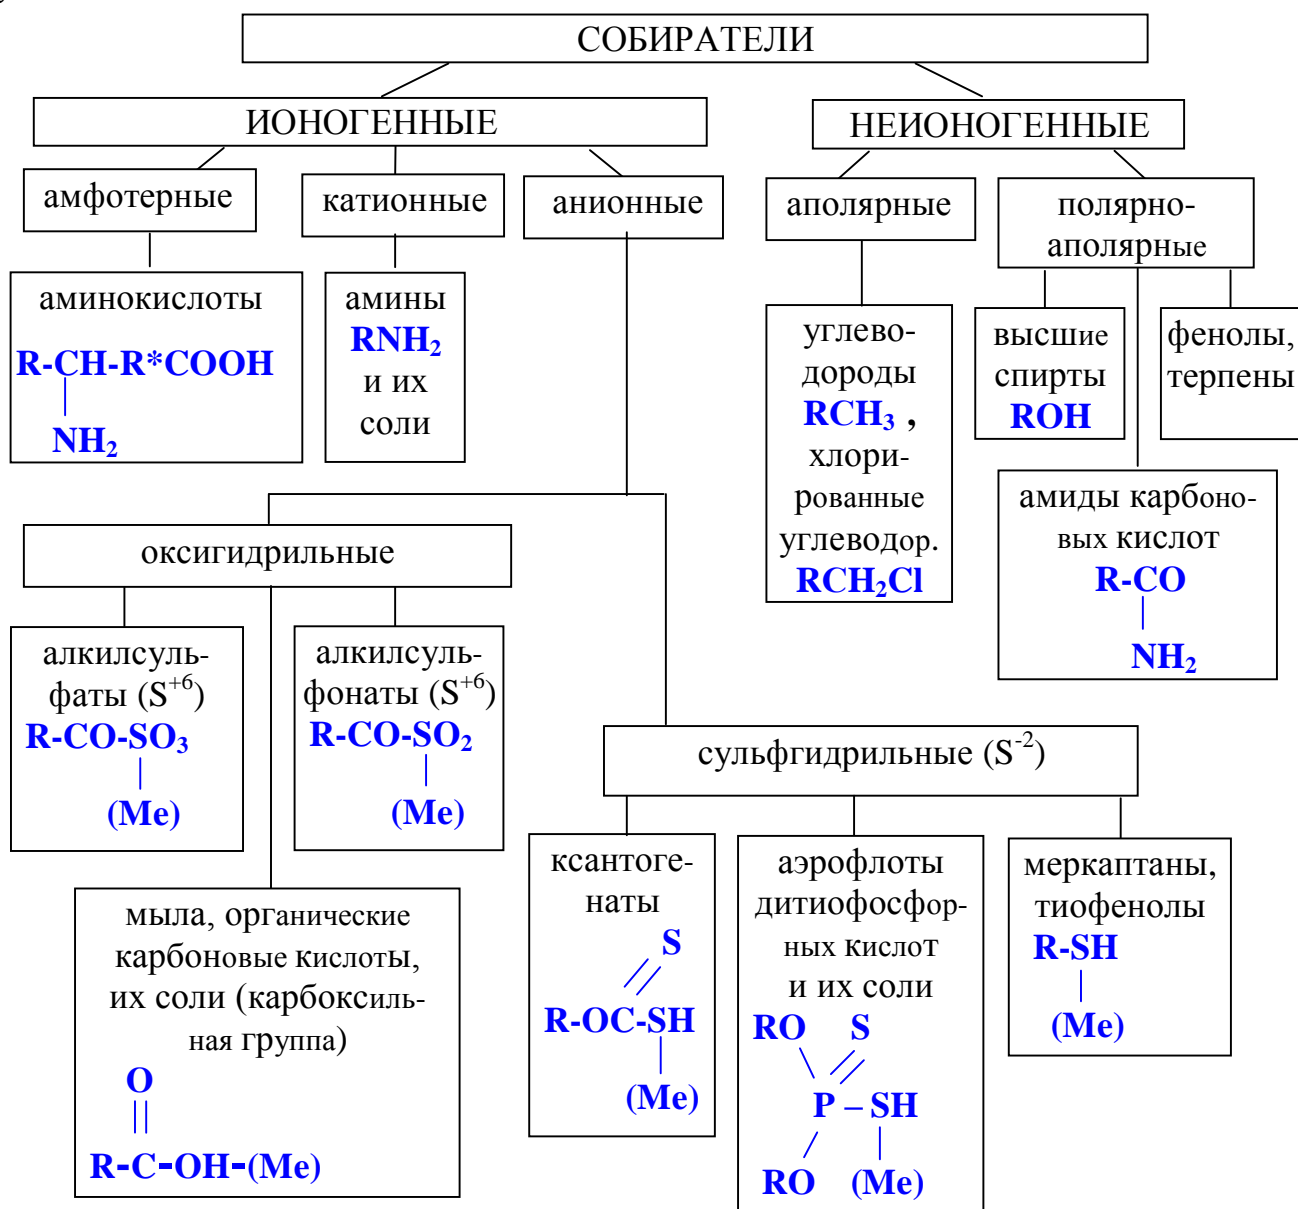 СОБИРАТЕЛИ
ИОНОГЕННЫЕ
НЕИОНОГЕННЫЕ
амфотерные
катионные
анионные
аполярные
полярно-
аполярные
аминокислоты
R-CH-R*COOH
NH₂
амины
RNH₂
и их
соли
углево-
дороды
RCH₃ ,
хлори-
рованные
углеводор.
RCH₂Cl
высшие
спирты
ROH
фенолы,
терпены
амиды карбоно-
вых кислот
R-CO
NH₂
оксигидрильные
алкилсуль-
фаты (S⁺⁶)
R-CO-SO₃
(Me)
алкилсуль-
фонаты (S⁺⁶)
R-CO-SO₂
(Me)
мыла, органические
карбоновые кислоты,
их соли (карбоксиль-
ная группа)
O
R-C-OH-(Me)
сульфгидрильные (S⁻²)
ксантоге-
наты
S
R-OC-SH
(Me)
аэрофлоты
дитиофосфор-
ных кислот
и их соли
RO S
P – SH
RO (Me)
меркаптаны,
тиофенолы
R-SH
(Me)